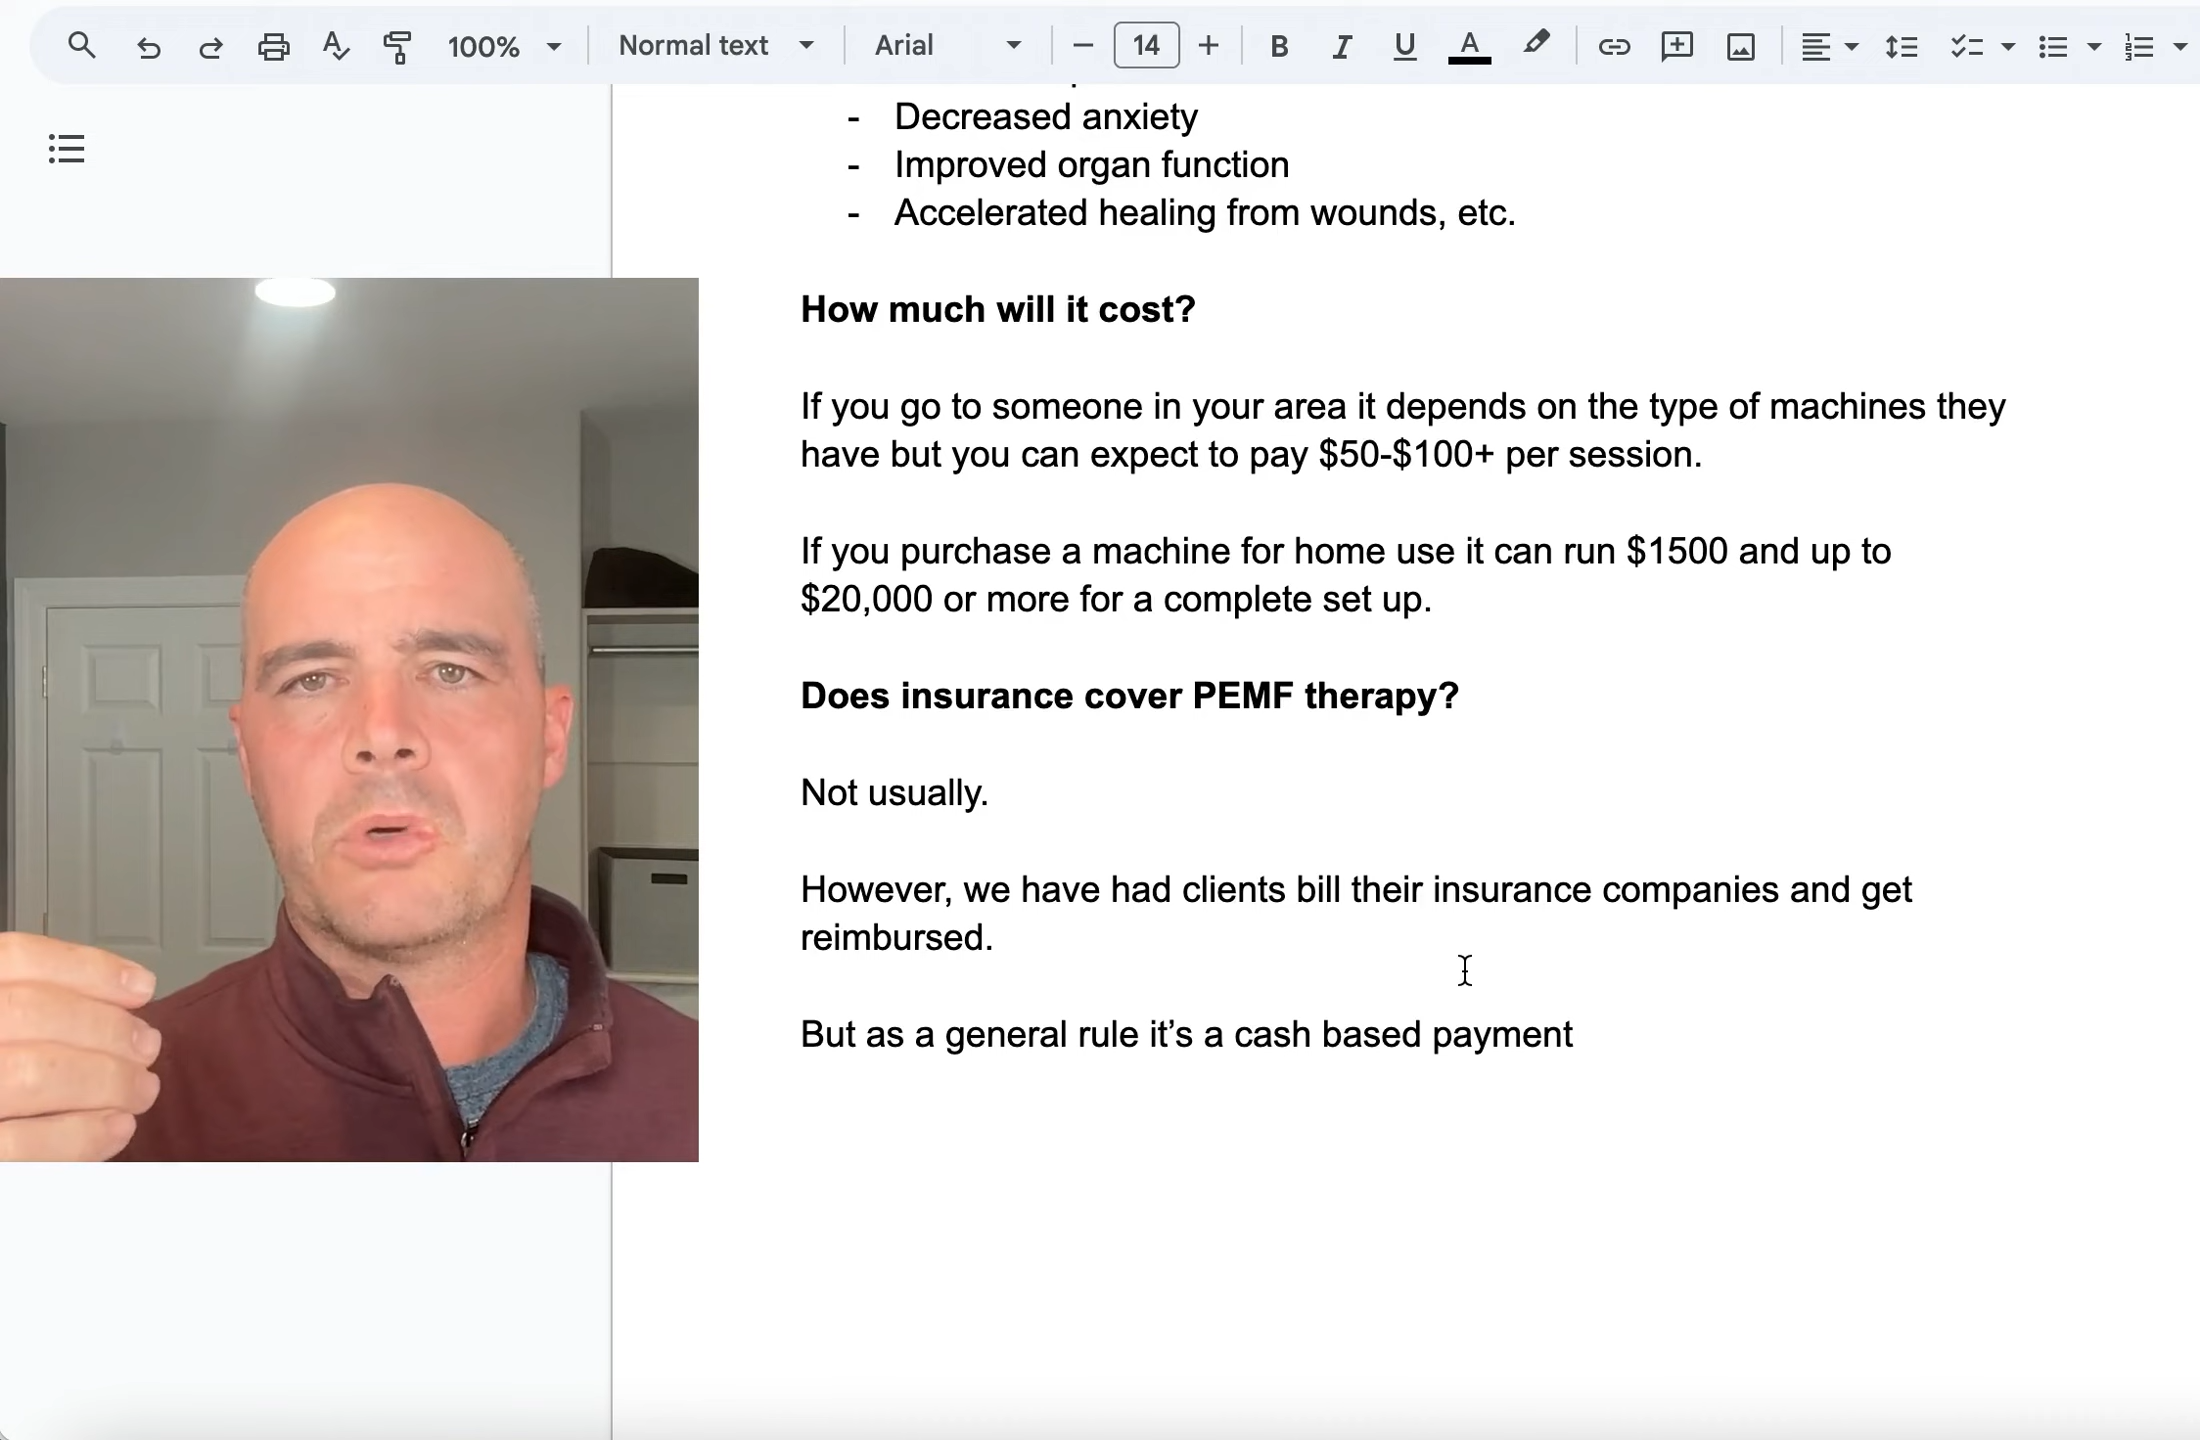 100% Normal text Arial 14 B I U A
- Decreased anxiety
- Improved organ function
- Accelerated healing from wounds, etc.
How much will it cost?
If you go to someone in your area it depends on the type of machines they
have but you can expect to pay $50-$100+ per session.
If you purchase a machine for home use it can run $1500 and up to
$20,000 or more for a complete set up.
Does insurance cover PEMF therapy?
Not usually.
However, we have had clients bill their insurance companies and get
reimbursed.
But as a general rule it’s a cash based payment